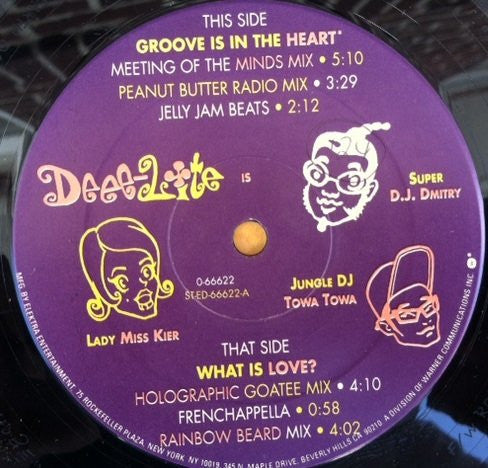 THIS SIDE
GROOVE IS IN THE HEART*
MEETING OF THE MINDS MIX • 5:10
PEANUT BUTTER RADIO MIX • 3:29
JELLY JAM BEATS • 2:12
Deee-Lite IS
SUPER
D.J. DMITRY
0-66622
ST-ED-66622-A
JUNGLE DJ
TOWA TOWA
LADY MISS KIER
THAT SIDE
WHAT IS LOVE?
HOLOGRAPHIC GOATEE MIX • 4:10
FRENCHAPPELLA • 0:58
RAINBOW BEARD MIX • 4:02
MFG. BY ELEKTRA ENTERTAINMENT, 75 ROCKEFELLER PLAZA, NEW YORK, NY 10019, 345 N. MAPLE DRIVE, BEVERLY HILLS CA 90210 A DIVISION OF WARNER COMMUNICATIONS INC